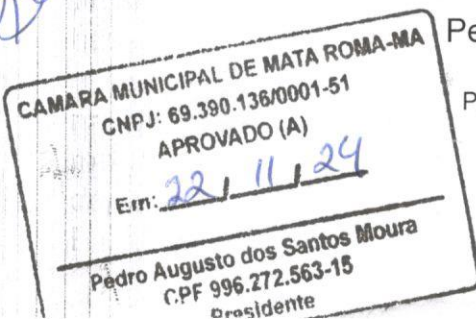 Pe
CAMARA MUNICIPAL DE MATA ROMA-MA
P
CNPJ: 69.390.136/0001-51
APROVADO (A)
Em: 22 / 11 / 24
Pedro Augusto dos Santos Moura
CPF 996.272.563-15
Presidente